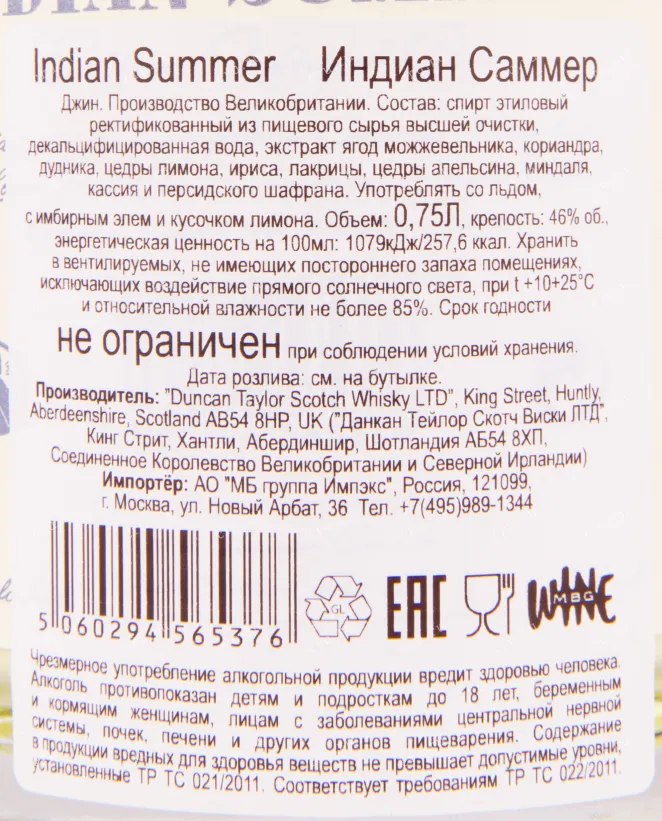 Indian Summer Индиан Саммер
Джин. Производство Великобритании. Состав: спирт этиловый
ректификованный из пищевого сырья высшей очистки,
декальцифицированная вода, экстракт ягод можжевельника, кориандра,
дудника, цедры лимона, ириса, лакрицы, цедры апельсина, миндаля,
кассия и персидского шафрана. Употреблять со льдом,
с имбирным элем и кусочком лимона. Объем: 0,75Л, крепость: 46% об.,
энергетическая ценность на 100мл: 1079кДж/257,6 ккал. Хранить
в вентилируемых, не имеющих постороннего запаха помещениях,
исключающих воздействие прямого солнечного света, при t +10+25°C
и относительной влажности не более 85%. Срок годности
не ограничен при соблюдении условий хранения.
Дата розлива: см. на бутылке.
Производитель: "Duncan Taylor Scotch Whisky LTD", King Street, Huntly,
Aberdeenshire, Scotland AB54 8HP, UK ("Данкан Тейлор Скотч Виски ЛТД",
Кинг Стрит, Хантли, Абердиншир, Шотландия АБ54 8ХП,
Соединенное Королевство Великобритании и Северной Ирландии)
Импортёр: АО "МБ группа Импэкс", Россия, 121099,
г. Москва, ул. Новый Арбат, 36 Тел. +7(495)989-1344
GL EAC WINE MBG
5 060294 565376
Чрезмерное употребление алкогольной продукции вредит здоровью человека.
Алкоголь противопоказан детям и подросткам до 18 лет, беременным
и кормящим женщинам, лицам с заболеваниями центральной нервной
системы, почек, печени и других органов пищеварения. Содержание
в продукции вредных для здоровья веществ не превышает допустимые уровни,
установленные ТР ТС 021/2011. Соответствует требованиям ТР ТС 022/2011.